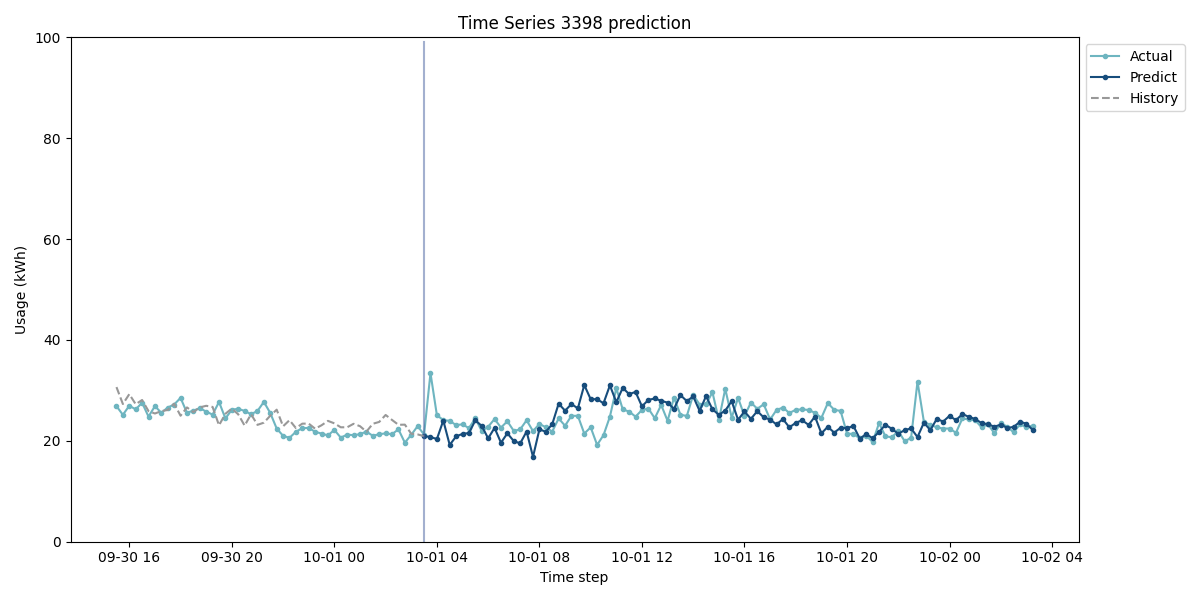 Time Series 3398 prediction
100
80
60
40
20
0
Usage (kWh)
09-30 16
09-30 20
10-01 00
10-01 04
10-01 08
10-01 12
10-01 16
10-01 20
10-02 00
10-02 04
Time step
Actual
Predict
History